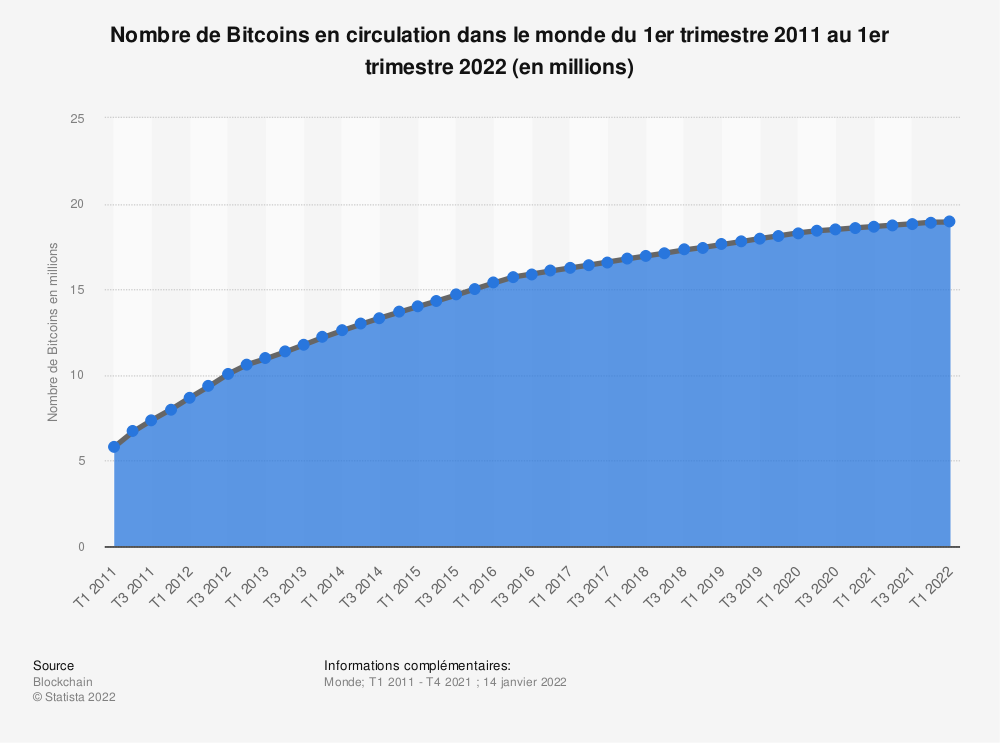 Nombre de Bitcoins en circulation dans le monde du 1er trimestre 2011 au 1er
trimestre 2022 (en millions)
Nombre de Bitcoins en millions
25
20
15
10
5
0
T1 2011
T3 2011
T1 2012
T3 2012
T1 2013
T3 2013
T1 2014
T3 2014
T1 2015
T3 2015
T1 2016
T3 2016
T1 2017
T3 2017
T1 2018
T3 2018
T1 2019
T3 2019
T1 2020
T3 2020
T1 2021
T3 2021
T1 2022
Source
Blockchain
© Statista 2022
Informations complémentaires:
Monde; T1 2011 - T4 2021 ; 14 janvier 2022